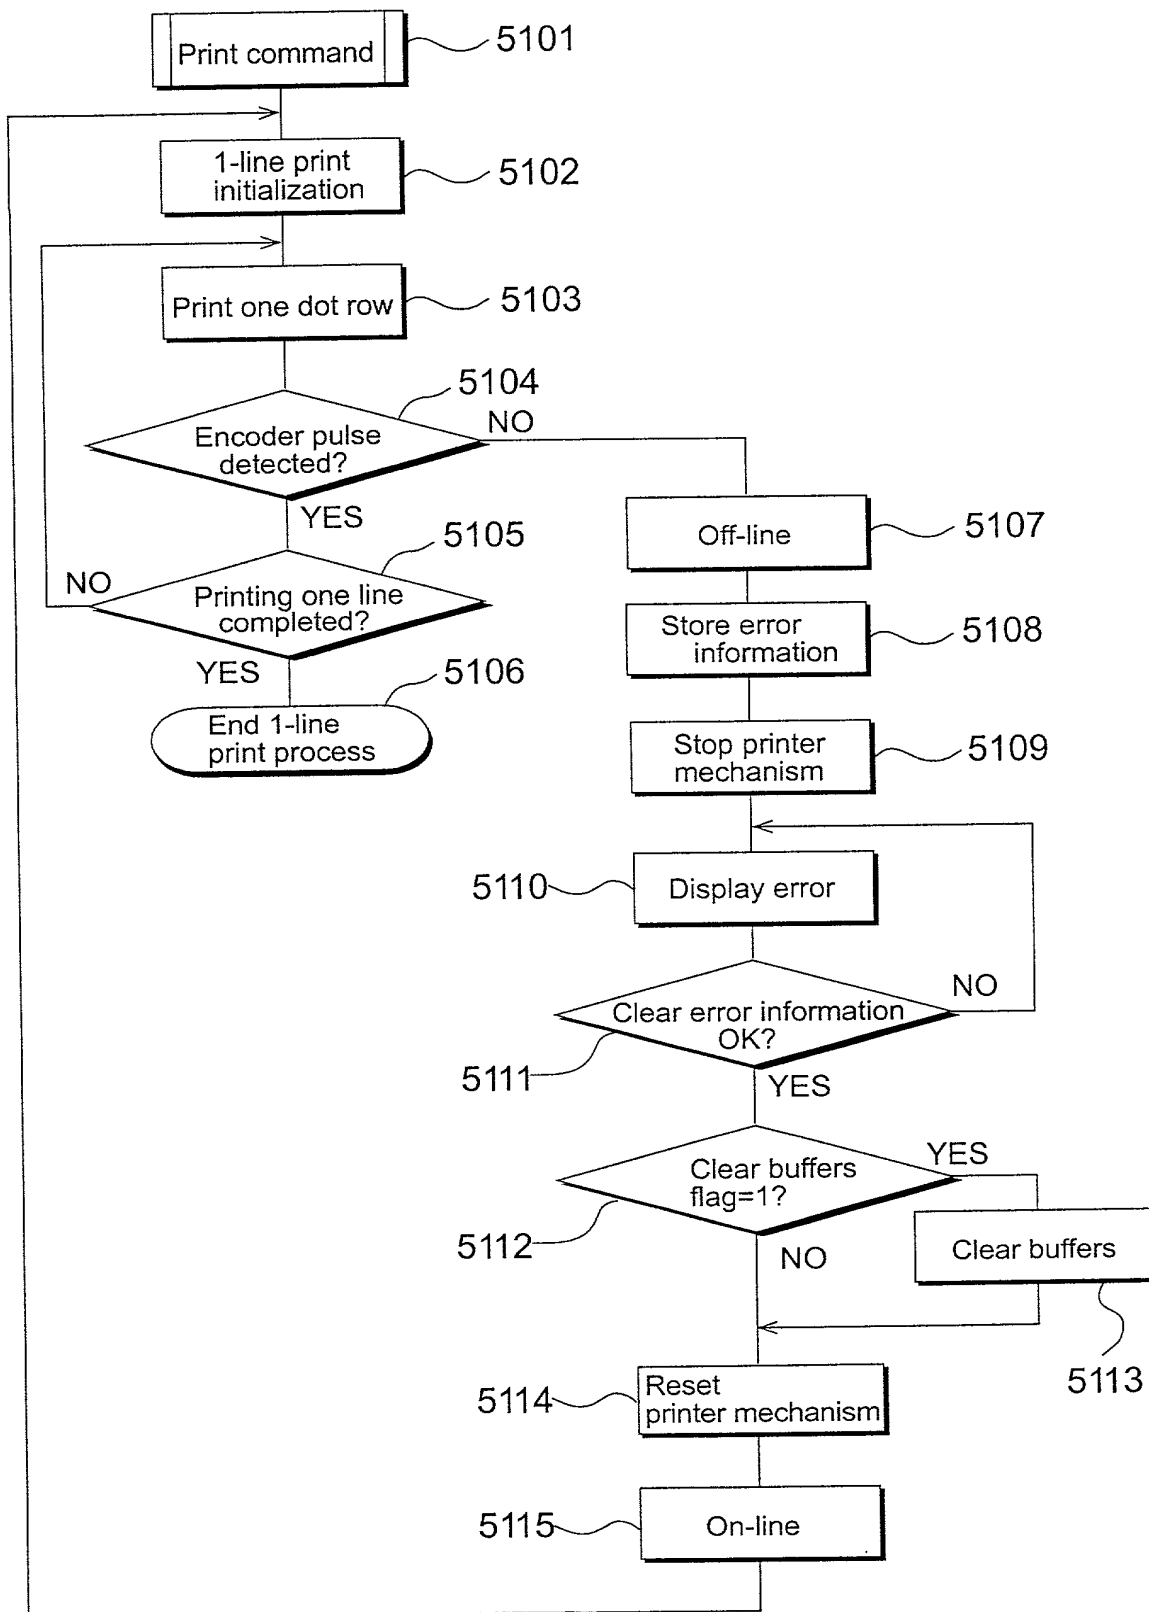 Print command
5101
1-line print
initialization
5102
Print one dot row
5103
5104
Encoder pulse
detected?
NO
YES
5105
Printing one line
completed?
NO
YES
5106
End 1-line
print process
Off-line
5107
Store error
information
5108
Stop printer
mechanism
5109
Display error
5110
Clear error information
OK?
NO
5111
YES
Clear buffers
flag=1?
YES
5112
NO
Clear buffers
5113
Reset
printer mechanism
5114
On-line
5115